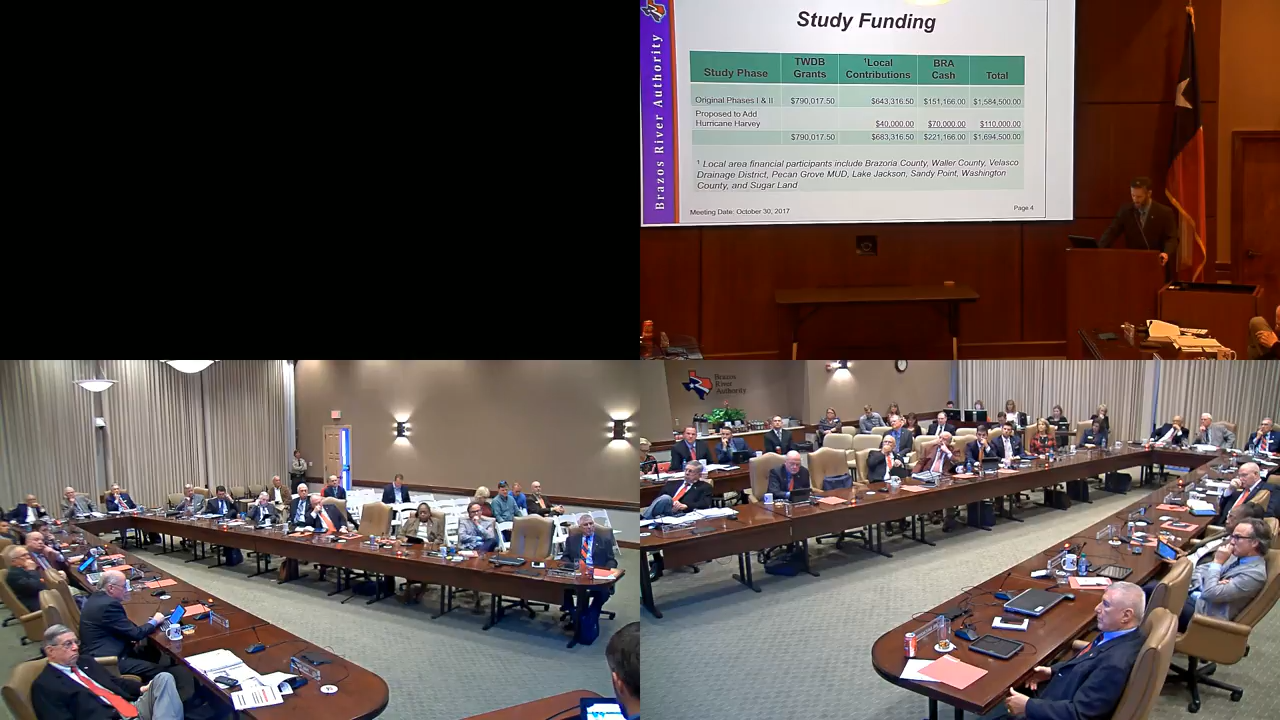 Brazos River Authority
Study Funding
Study Phase TWDB Grants ¹Local Contributions BRA Cash Total
Original Phases I & II $790,017.50 $643,316.50 $151,166.00 $1,584,500.00
Proposed to Add Hurricane Harvey $40,000.00 $70,000.00 $110,000.00
$790,017.50 $683,316.50 $221,166.00 $1,694,500.00
¹ Local area financial participants include Brazoria County, Waller County, Velasco
Drainage District, Pecan Grove MUD, Lake Jackson, Sandy Point, Washington
County, and Sugar Land
Meeting Date: October 30, 2017
Page 4
Brazos
River
Authority